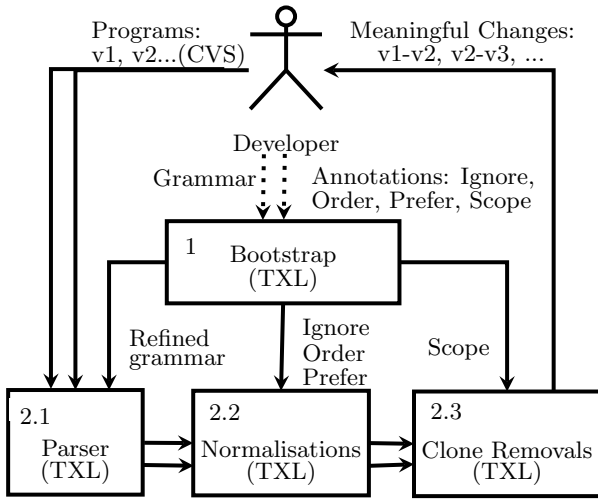 Programs:
v1, v2...(CVS)
Meaningful Changes:
v1-v2, v2-v3, ...
Developer
Grammar
Annotations: Ignore,
Order, Prefer, Scope
1
Bootstrap
(TXL)
Refined
grammar
Ignore
Order
Prefer
Scope
2.1
Parser
(TXL)
2.2
Normalisations
(TXL)
2.3
Clone Removals
(TXL)